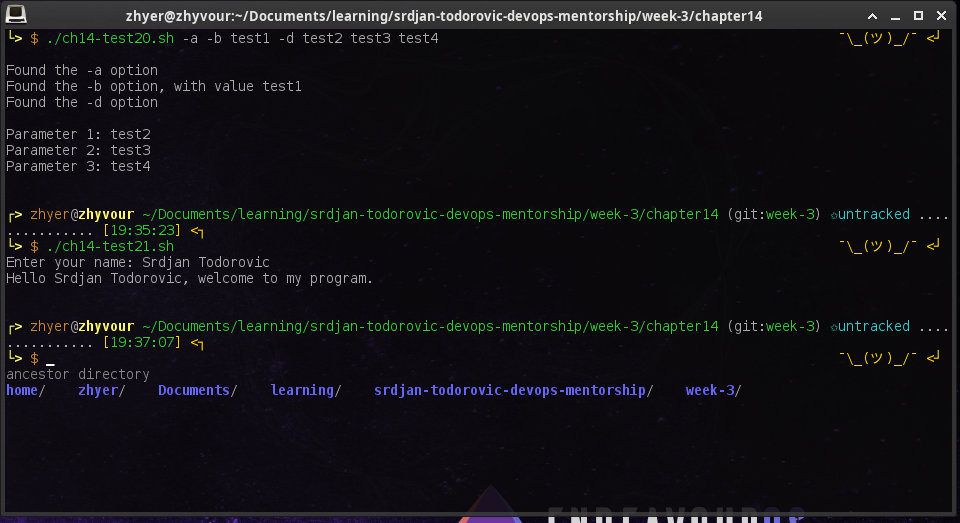 zhyer@zhyvour:~/Documents/learning/srdjan-todorovic-devops-mentorship/week-3/chapter14
└> $ ./ch14-test20.sh -a -b test1 -d test2 test3 test4 ¯\_(ツ)_/¯ <┘
Found the -a option
Found the -b option, with value test1
Found the -d option
Parameter 1: test2
Parameter 2: test3
Parameter 3: test4
┌> zhyer@zhyvour ~/Documents/learning/srdjan-todorovic-devops-mentorship/week-3/chapter14 (git:week-3) ✩untracked ....
........... [19:35:23] <┐
└> $ ./ch14-test21.sh ¯\_(ツ)_/¯ <┘
Enter your name: Srdjan Todorovic
Hello Srdjan Todorovic, welcome to my program.
┌> zhyer@zhyvour ~/Documents/learning/srdjan-todorovic-devops-mentorship/week-3/chapter14 (git:week-3) ✩untracked ....
........... [19:37:07] <┐
└> $ _ ¯\_(ツ)_/¯ <┘
ancestor directory
home/ zhyer/ Documents/ learning/ srdjan-todorovic-devops-mentorship/ week-3/
ENDEAVOUROS